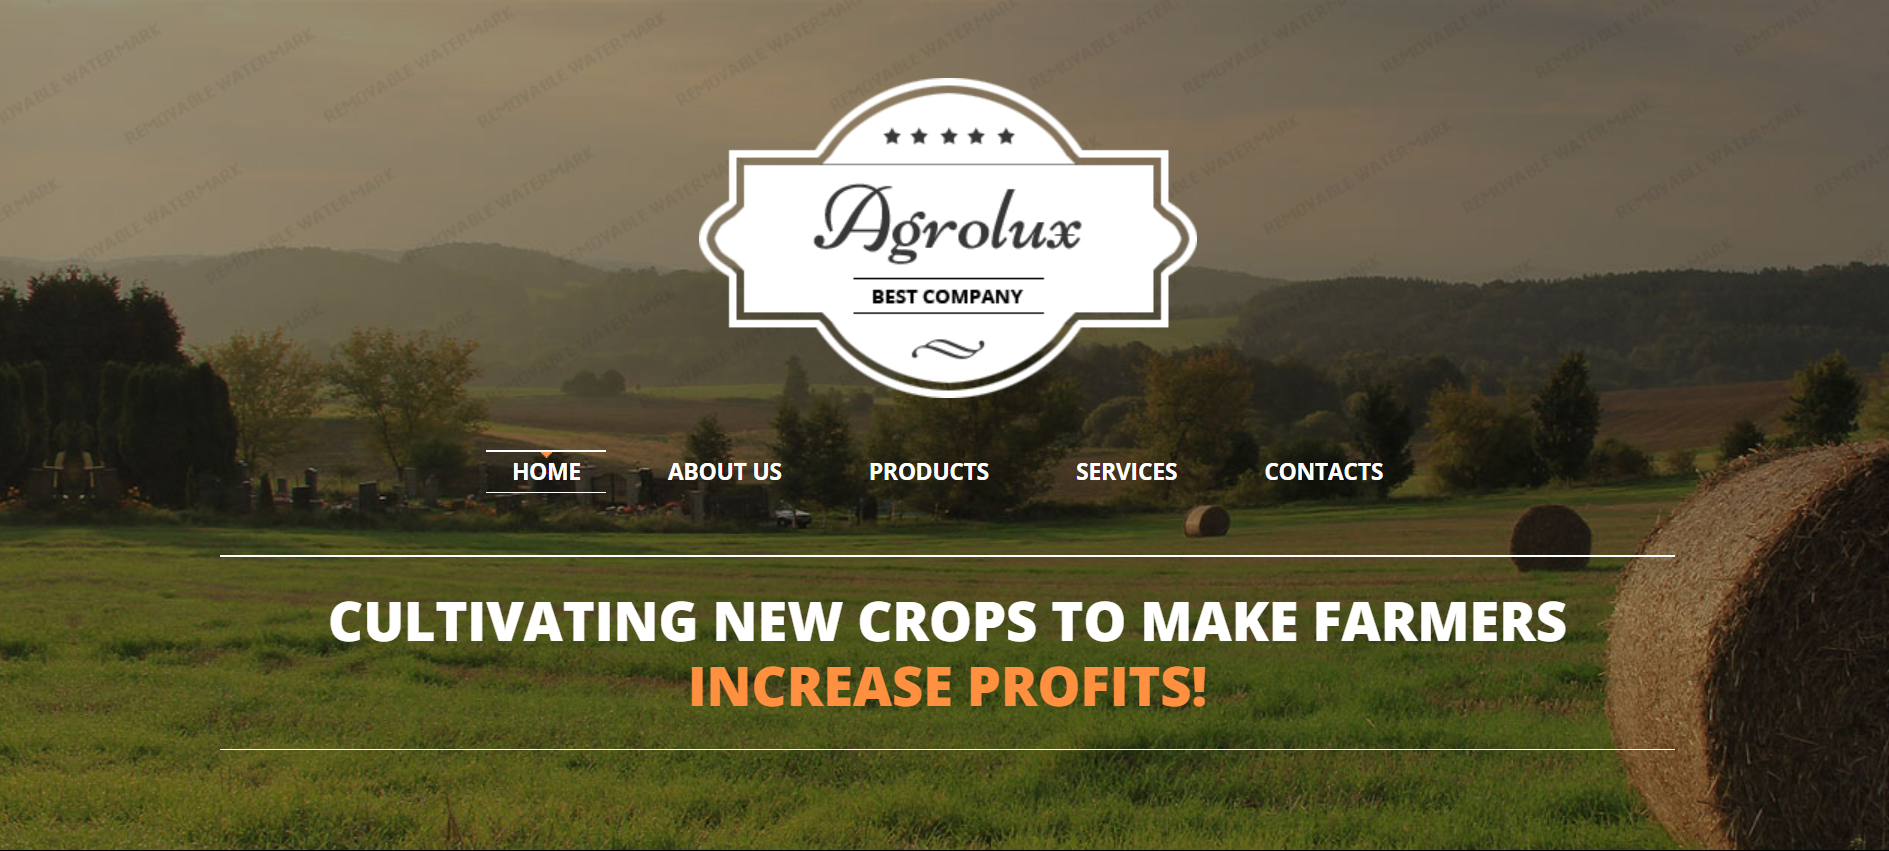 REMOVABLE WATERMARK
Agrolux
BEST COMPANY
HOME ABOUT US PRODUCTS SERVICES CONTACTS
CULTIVATING NEW CROPS TO MAKE FARMERS
INCREASE PROFITS!